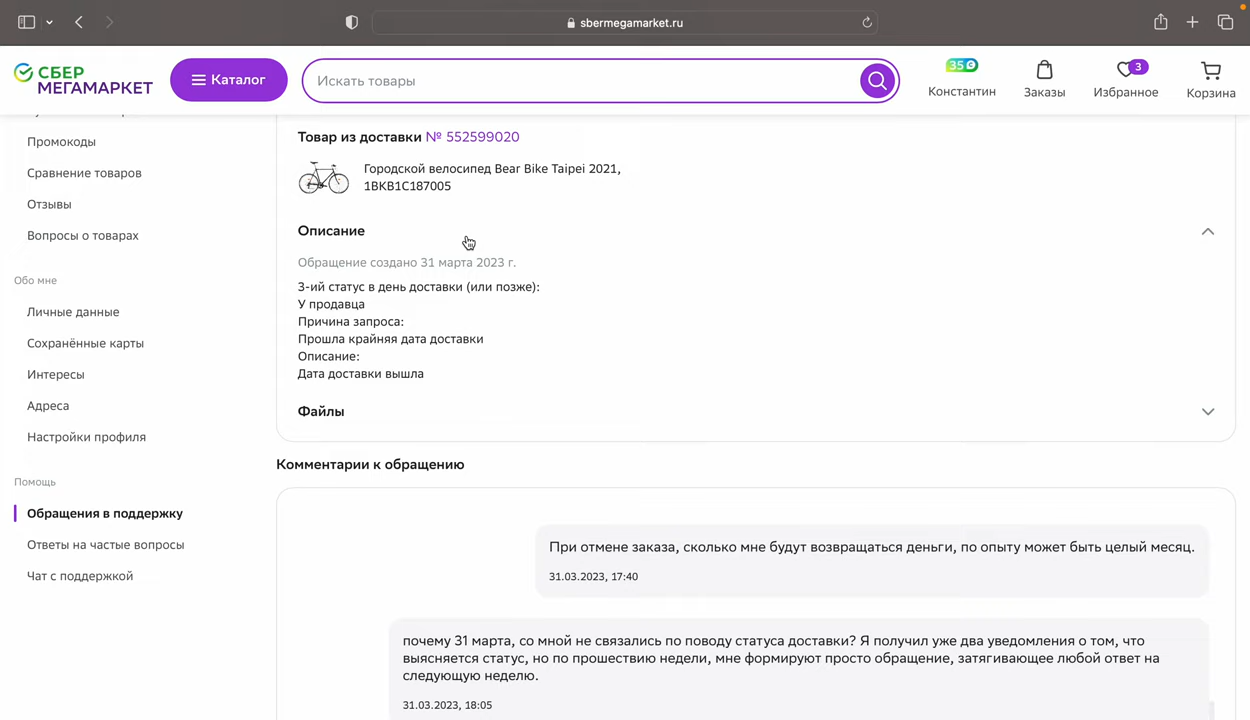 sbermegamarket.ru
СБЕР
МЕГАМАРКЕТ
Каталог
Искать товары
35
Константин
Заказы
3
Избранное
Корзина
Промокоды
Сравнение товаров
Отзывы
Вопросы о товарах
Обо мне
Личные данные
Сохранённые карты
Интересы
Адреса
Настройки профиля
Помощь
Обращения в поддержку
Ответы на частые вопросы
Чат с поддержкой
Товар из доставки № 552599020
Городской велосипед Bear Bike Taipei 2021,
1BKB1C187005
Описание
Обращение создано 31 марта 2023 г.
3-ий статус в день доставки (или позже):
У продавца
Причина запроса:
Прошла крайняя дата доставки
Описание:
Дата доставки вышла
Файлы
Комментарии к обращению
При отмене заказа, сколько мне будут возвращаться деньги, по опыту может быть целый месяц.
31.03.2023, 17:40
почему 31 марта, со мной не связались по поводу статуса доставки? Я получил уже два уведомления о том, что
выясняется статус, но по прошествию недели, мне формируют просто обращение, затягивающее любой ответ на
следующую неделю.
31.03.2023, 18:05